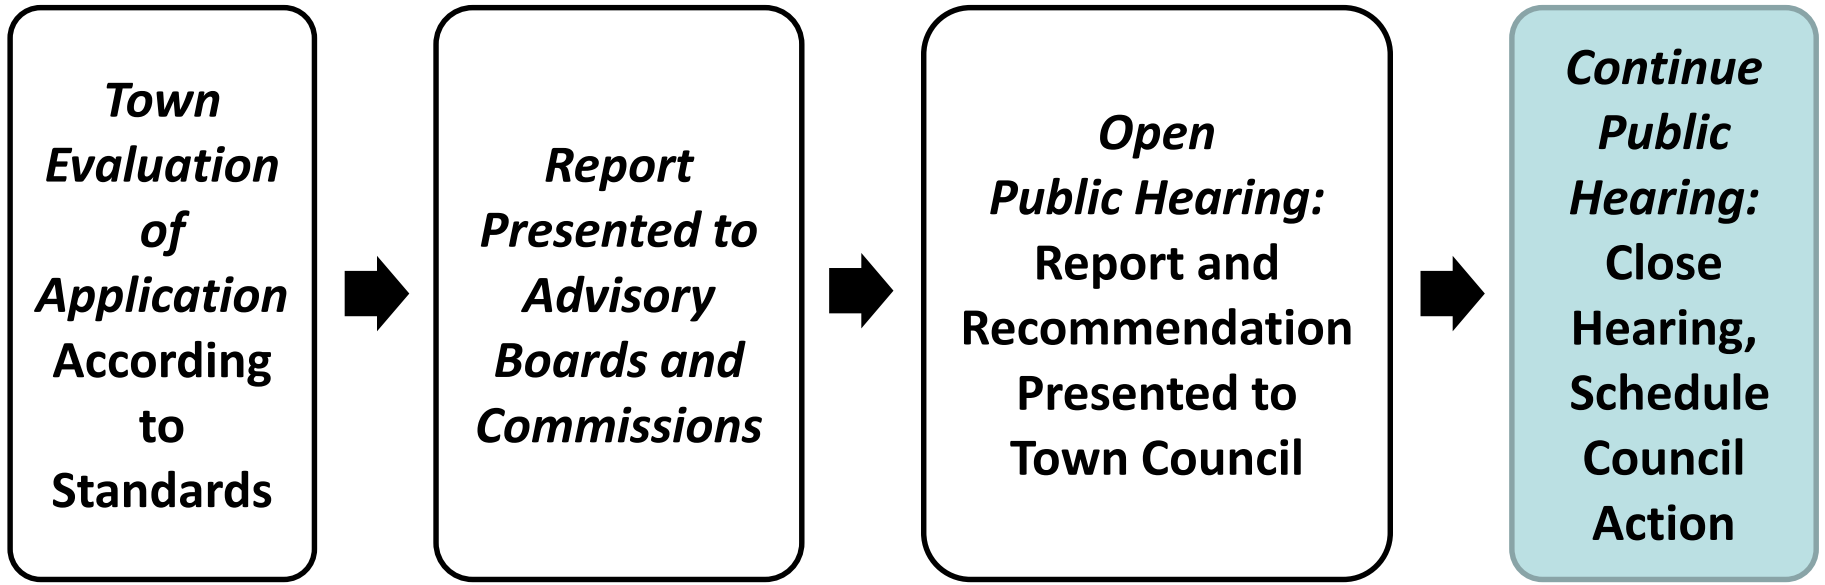 Town
Evaluation
of
Application
According
to
Standards
Report
Presented to
Advisory
Boards and
Commissions
Open
Public Hearing:
Report and
Recommendation
Presented to
Town Council
Continue
Public
Hearing:
Close
Hearing,
Schedule
Council
Action